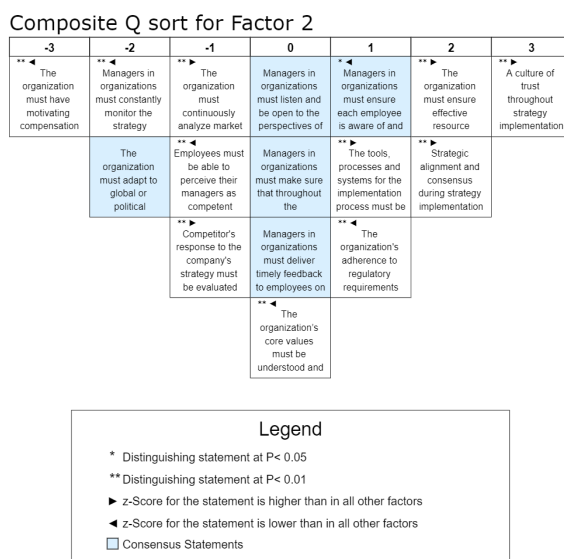 Composite Q sort for Factor 2
-3 -2 -1 0 1 2 3
** ◄
The
organization
must have
motivating
compensation
** ◄
Managers in
organizations
must constantly
monitor the
strategy
** ►
The
organization
must
continuously
analyze market
Managers in
organizations
must listen and
be open to the
perspectives of
* ◄
Managers in
organizations
must ensure
each employee
is aware of and
** ►
The
organization
must ensure
effective
resource
** ►
A culture of
trust
throughout
strategy
implementation
The
organization
must adapt to
global or
political
** ◄
Employees must
be able to
perceive their
managers as
competent
Managers in
organizations
must make sure
that throughout
the
** ►
The tools,
processes and
systems for the
implementation
process must be
** ►
Strategic
alignment and
consensus
during strategy
implementation
** ►
Competitor's
response to the
company's
strategy must
be evaluated
Managers in
organizations
must deliver
timely feedback
to employees on
** ◄
The
organization's
adherence to
regulatory
requirements
** ◄
The
organization's
core values
must be
understood and
Legend
* Distinguishing statement at P< 0.05
** Distinguishing statement at P< 0.01
► z-Score for the statement is higher than in all other factors
◄ z-Score for the statement is lower than in all other factors
Consensus Statements